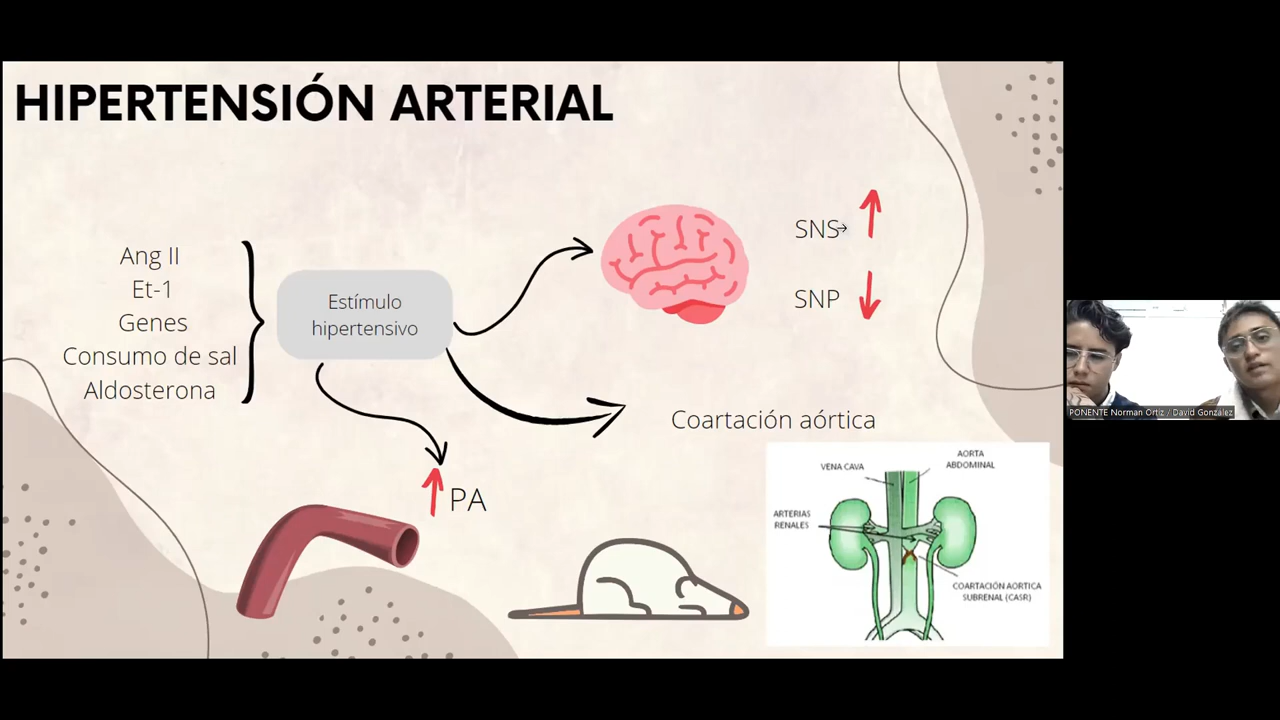 HIPERTENSIÓN ARTERIAL
Ang II
Et-1
Genes
Consumo de sal
Aldosterona
Estímulo
hipertensivo
SNS
SNP
PA
Coartación aórtica
VENA CAVA
AORTA
ABDOMINAL
ARTERIAS
RENALES
COARTACIÓN AORTICA
SUBRENAL (CASR)
PONENTE Norman Ortiz / David González